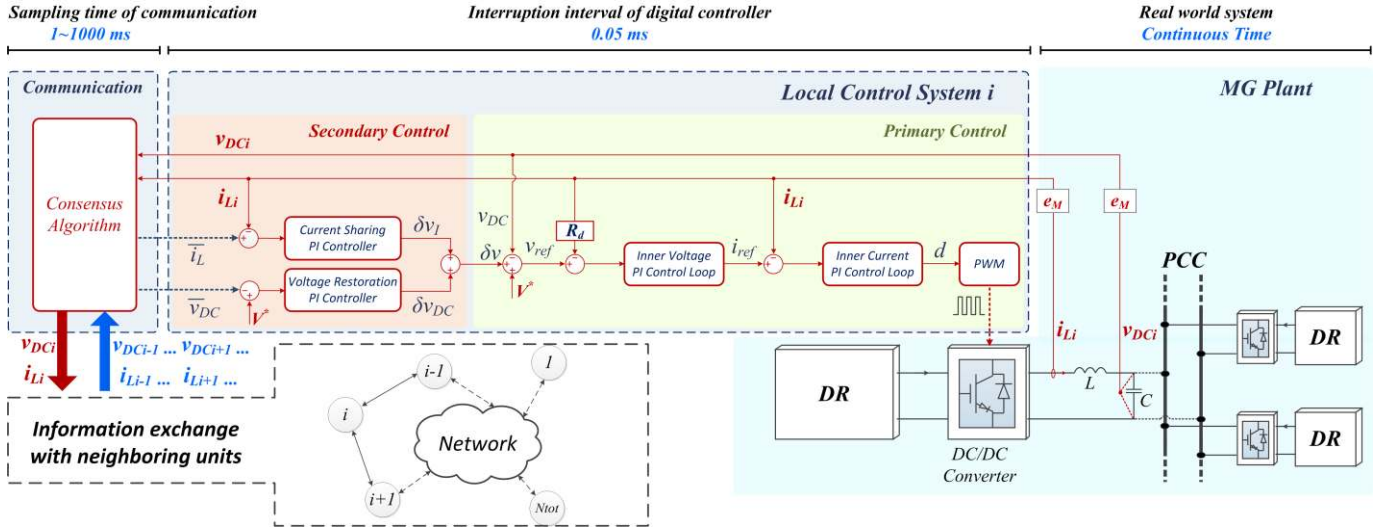 Sampling time of communication
1~1000 ms
Interruption interval of digital controller
0.05 ms
Real world system
Continuous Time
Communication
Local Control System i
MG Plant
Secondary Control
Primary Control
vDCi
iLi
Consensus
Algorithm
iLi
Current Sharing
PI Controller
δvI
Voltage Restoration
PI Controller
δvDC
i̅L
v̅DC
V*
δv
vDC
V*
vref
Rd
Inner Voltage
PI Control Loop
iref
Inner Current
PI Control Loop
d
PWM
eM
eM
iLi
vDCi
PCC
L
C
DR
DC/DC
Converter
DR
DR
vDCi
iLi
vDCi-1 ... vDCi+1 ...
iLi-1 ... iLi+1 ...
Information exchange
with neighboring units
i-1
1
i
Network
i+1
Ntot